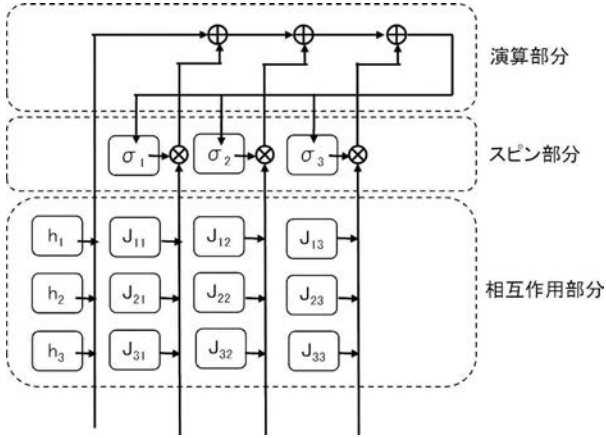 演算部分
σ1 σ2 σ3
スピン部分
h1 J11 J12 J13
h2 J21 J22 J23
相互作用部分
h3 J31 J32 J33